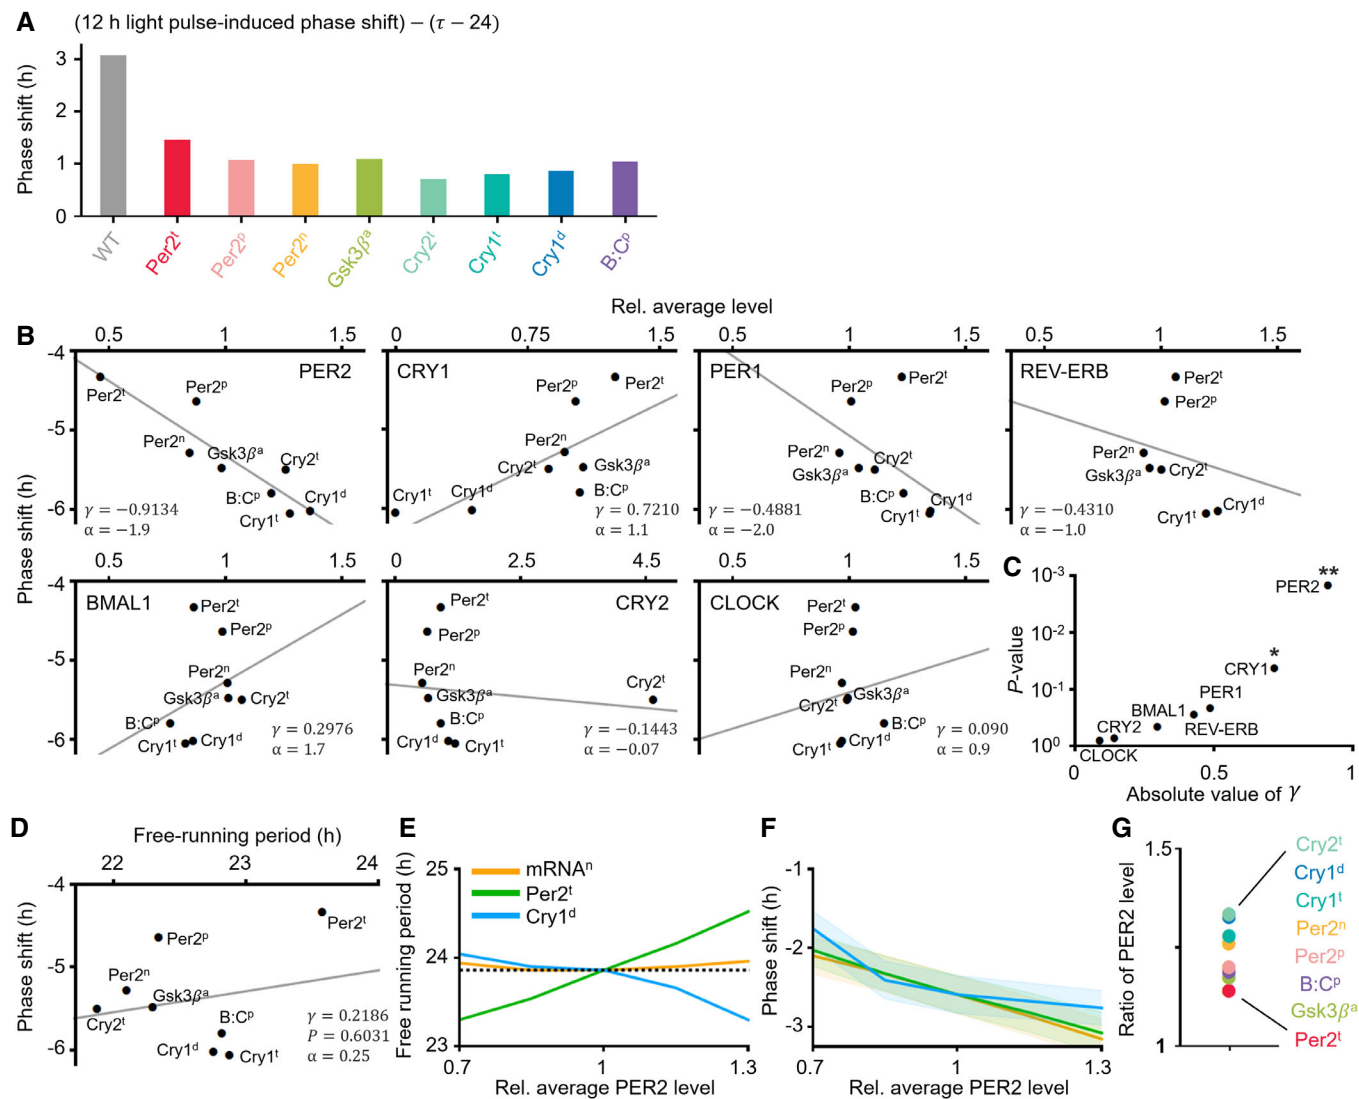 A
(12 h light pulse-induced phase shift) − (τ − 24)
Phase shift (h)
3
2
1
0
WT
Per2ᵗ
Per2ᵖ
Per2ⁿ
Gsk3βᵃ
Cry2ᵗ
Cry1ᵗ
Cry1ᵈ
B:Cᵖ
B
Rel. average level
Phase shift (h)
0.5 1 1.5
-4
-5
-6
PER2
Per2ᵗ
Per2ᵖ
Per2ⁿ
Gsk3βᵃ
Cry2ᵗ
B:Cᵖ
Cry1ᵈ
Cry1ᵗ
γ = −0.9134
α = −1.9
0 0.75 1.5
CRY1
Per2ᵖ
Per2ᵗ
Per2ⁿ
Cry2ᵗ
Gsk3βᵃ
B:Cᵖ
Cry1ᵗ
Cry1ᵈ
γ = 0.7210
α = 1.1
0.5 1 1.5
PER1
Per2ᵗ
Per2ᵖ
Per2ⁿ
Cry2ᵗ
Gsk3βᵃ
B:Cᵖ
Cry1ᵈ
Cry1ᵗ
γ = −0.4881
α = −2.0
0.5 1 1.5
REV-ERB
Per2ᵗ
Per2ᵖ
Per2ⁿ
Gsk3βᵃ
Cry2ᵗ
Cry1ᵗ
Cry1ᵈ
γ = −0.4310
α = −1.0
0.5 1 1.5
-4
-5
-6
BMAL1
Per2ᵗ
Per2ᵖ
Per2ⁿ
Gsk3βᵃ
Cry2ᵗ
B:Cᵖ
Cry1ᵗ
Cry1ᵈ
γ = 0.2976
α = 1.7
0 2.5 4.5
CRY2
Per2ᵗ
Per2ᵖ
Per2ⁿ
Gsk3βᵃ
Cry2ᵗ
B:Cᵖ
Cry1ᵈ
Cry1ᵗ
γ = −0.1443
α = −0.07
0.5 1 1.5
CLOCK
Per2ᵗ
Per2ᵖ
Per2ⁿ
Gsk3βᵃ
Cry2ᵗ
B:Cᵖ
Cry1ᵗ
Cry1ᵈ
γ = 0.090
α = 0.9
C
P-value
10⁻³
10⁻²
10⁻¹
10⁰
**
PER2
*
CRY1
PER1
BMAL1
REV-ERB
CRY2
CLOCK
0 0.5 1
Absolute value of γ
D
Free-running period (h)
22 23 24
Phase shift (h)
-4
-5
-6
Per2ᵗ
Per2ᵖ
Per2ⁿ
Gsk3βᵃ
Cry2ᵗ
B:Cᵖ
Cry1ᵈ
Cry1ᵗ
γ = 0.2186
P = 0.6031
α = 0.25
E
Free running period (h)
25
24
23
mRNAⁿ
Per2ᵗ
Cry1ᵈ
0.7 1 1.3
Rel. average PER2 level
F
Phase shift (h)
-1
-2
-3
0.7 1 1.3
Rel. average PER2 level
G
Ratio of PER2 level
1.5
1
Cry2ᵗ
Cry1ᵈ
Cry1ᵗ
Per2ⁿ
Per2ᵖ
B:Cᵖ
Gsk3βᵃ
Per2ᵗ